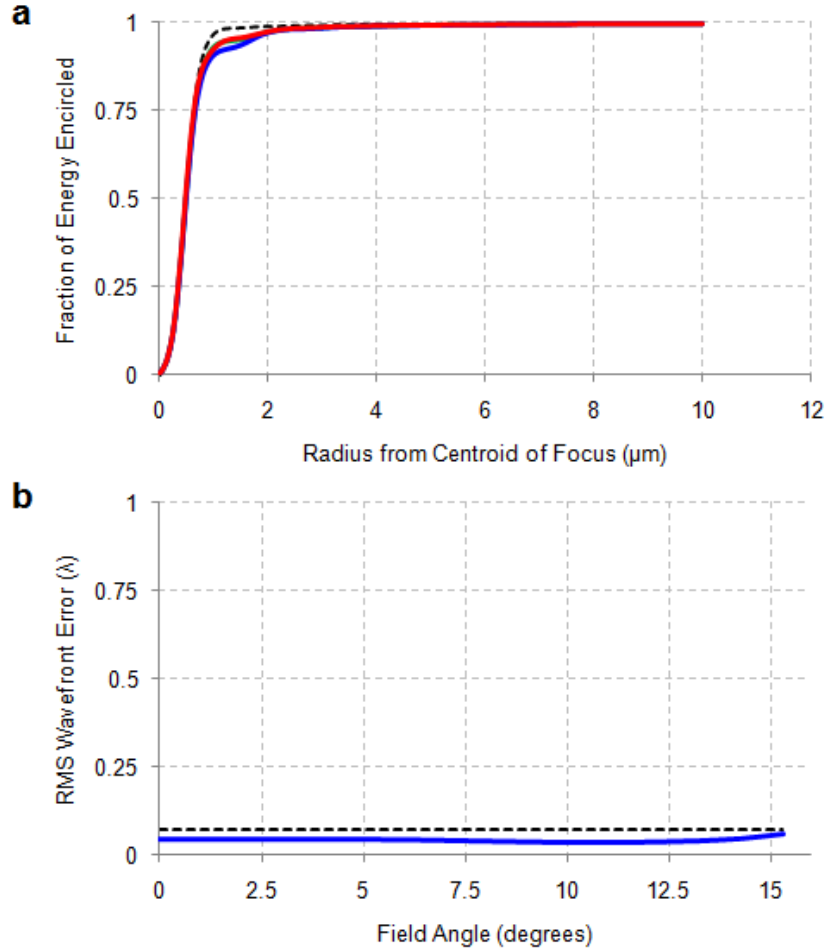 a
1
0.75
0.5
0.25
0
Fraction of Energy Encircled
0 2 4 6 8 10 12
Radius from Centroid of Focus (µm)
b
1
0.75
0.5
0.25
0
RMS Wavefront Error (λ)
0 2.5 5 7.5 10 12.5 15
Field Angle (degrees)